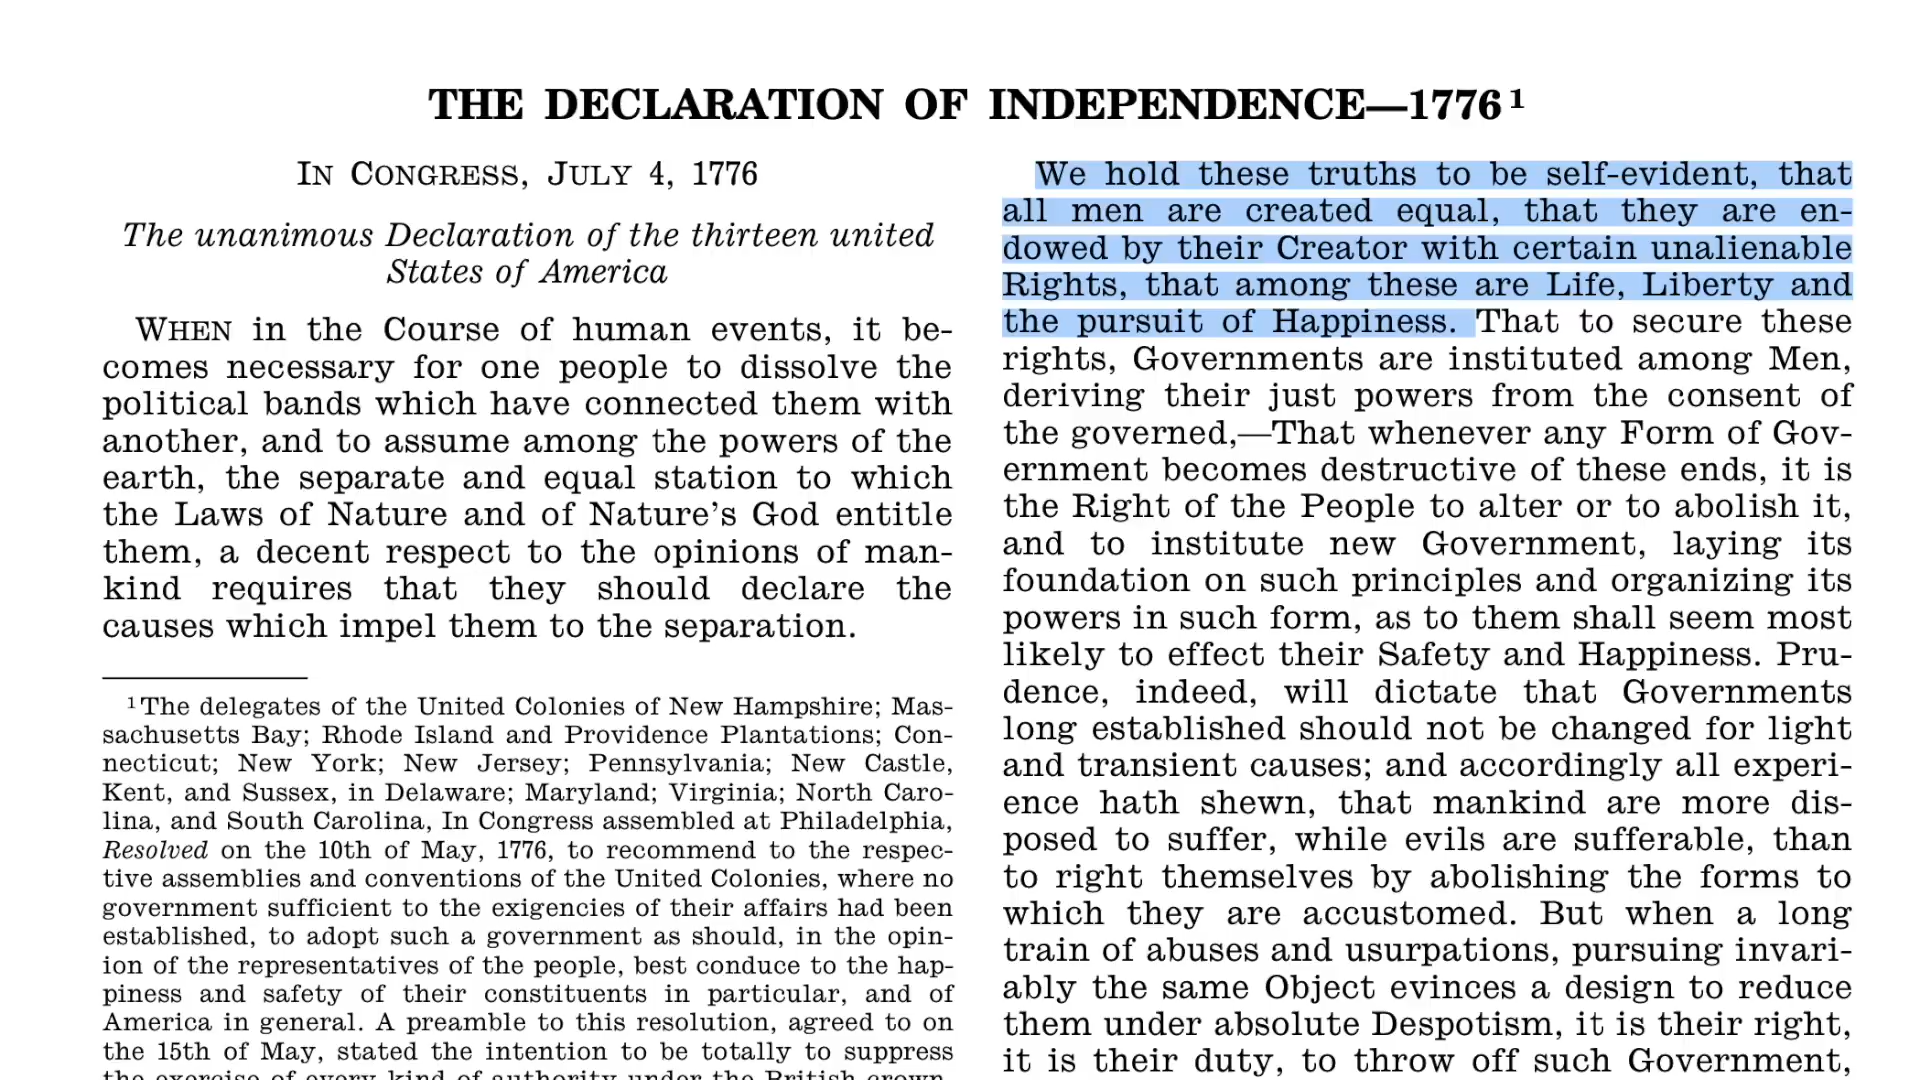 THE DECLARATION OF INDEPENDENCE—1776 1
IN CONGRESS, JULY 4, 1776
The unanimous Declaration of the thirteen united
States of America
WHEN in the Course of human events, it be-
comes necessary for one people to dissolve the
political bands which have connected them with
another, and to assume among the powers of the
earth, the separate and equal station to which
the Laws of Nature and of Nature’s God entitle
them, a decent respect to the opinions of man-
kind requires that they should declare the
causes which impel them to the separation.
1 The delegates of the United Colonies of New Hampshire; Mas-
sachusetts Bay; Rhode Island and Providence Plantations; Con-
necticut; New York; New Jersey; Pennsylvania; New Castle,
Kent, and Sussex, in Delaware; Maryland; Virginia; North Caro-
lina, and South Carolina, In Congress assembled at Philadelphia,
Resolved on the 10th of May, 1776, to recommend to the respec-
tive assemblies and conventions of the United Colonies, where no
government sufficient to the exigencies of their affairs had been
established, to adopt such a government as should, in the opin-
ion of the representatives of the people, best conduce to the hap-
piness and safety of their constituents in particular, and of
America in general. A preamble to this resolution, agreed to on
the 15th of May, stated the intention to be totally to suppress
the exercise of every kind of authority under the British crown.
We hold these truths to be self-evident, that
all men are created equal, that they are en-
dowed by their Creator with certain unalienable
Rights, that among these are Life, Liberty and
the pursuit of Happiness. That to secure these
rights, Governments are instituted among Men,
deriving their just powers from the consent of
the governed,—That whenever any Form of Gov-
ernment becomes destructive of these ends, it is
the Right of the People to alter or to abolish it,
and to institute new Government, laying its
foundation on such principles and organizing its
powers in such form, as to them shall seem most
likely to effect their Safety and Happiness. Pru-
dence, indeed, will dictate that Governments
long established should not be changed for light
and transient causes; and accordingly all experi-
ence hath shewn, that mankind are more dis-
posed to suffer, while evils are sufferable, than
to right themselves by abolishing the forms to
which they are accustomed. But when a long
train of abuses and usurpations, pursuing invari-
ably the same Object evinces a design to reduce
them under absolute Despotism, it is their right,
it is their duty, to throw off such Government,